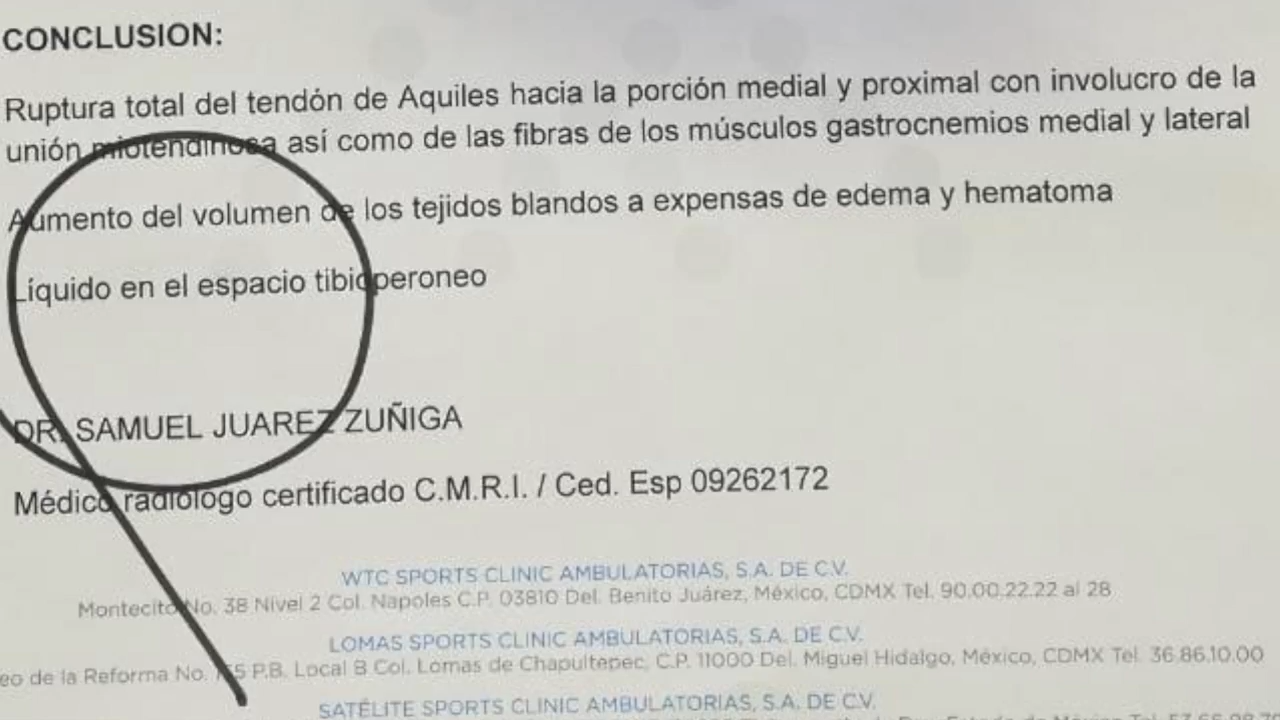 CONCLUSION:
Ruptura total del tendón de Aquiles hacia la porción medial y proximal con involucro de la
unión miotendinosa así como de las fibras de los músculos gastrocnemios medial y lateral
Aumento del volumen de los tejidos blandos a expensas de edema y hematoma
Líquido en el espacio tibioperoneo
DR. SAMUEL JUAREZ ZUÑIGA
Médico radiólogo certificado C.M.R.I. / Ced. Esp 09262172
WTC SPORTS CLINIC AMBULATORIAS, S.A. DE C.V.
Montecito No. 38 Nivel 2 Col. Napoles C.P. 03810 Del. Benito Juárez, México, CDMX Tel. 90.00.22.22 al 28
LOMAS SPORTS CLINIC AMBULATORIAS, S.A. DE C.V.
eo de la Reforma No. P.B. Local B Col. Lomas de Chapultepec, C.P. 11000 Del. Miguel Hidalgo, México, CDMX Tel. 36.86.10.00
SATÉLITE SPORTS CLINIC AMBULATORIAS, S.A. DE C.V.